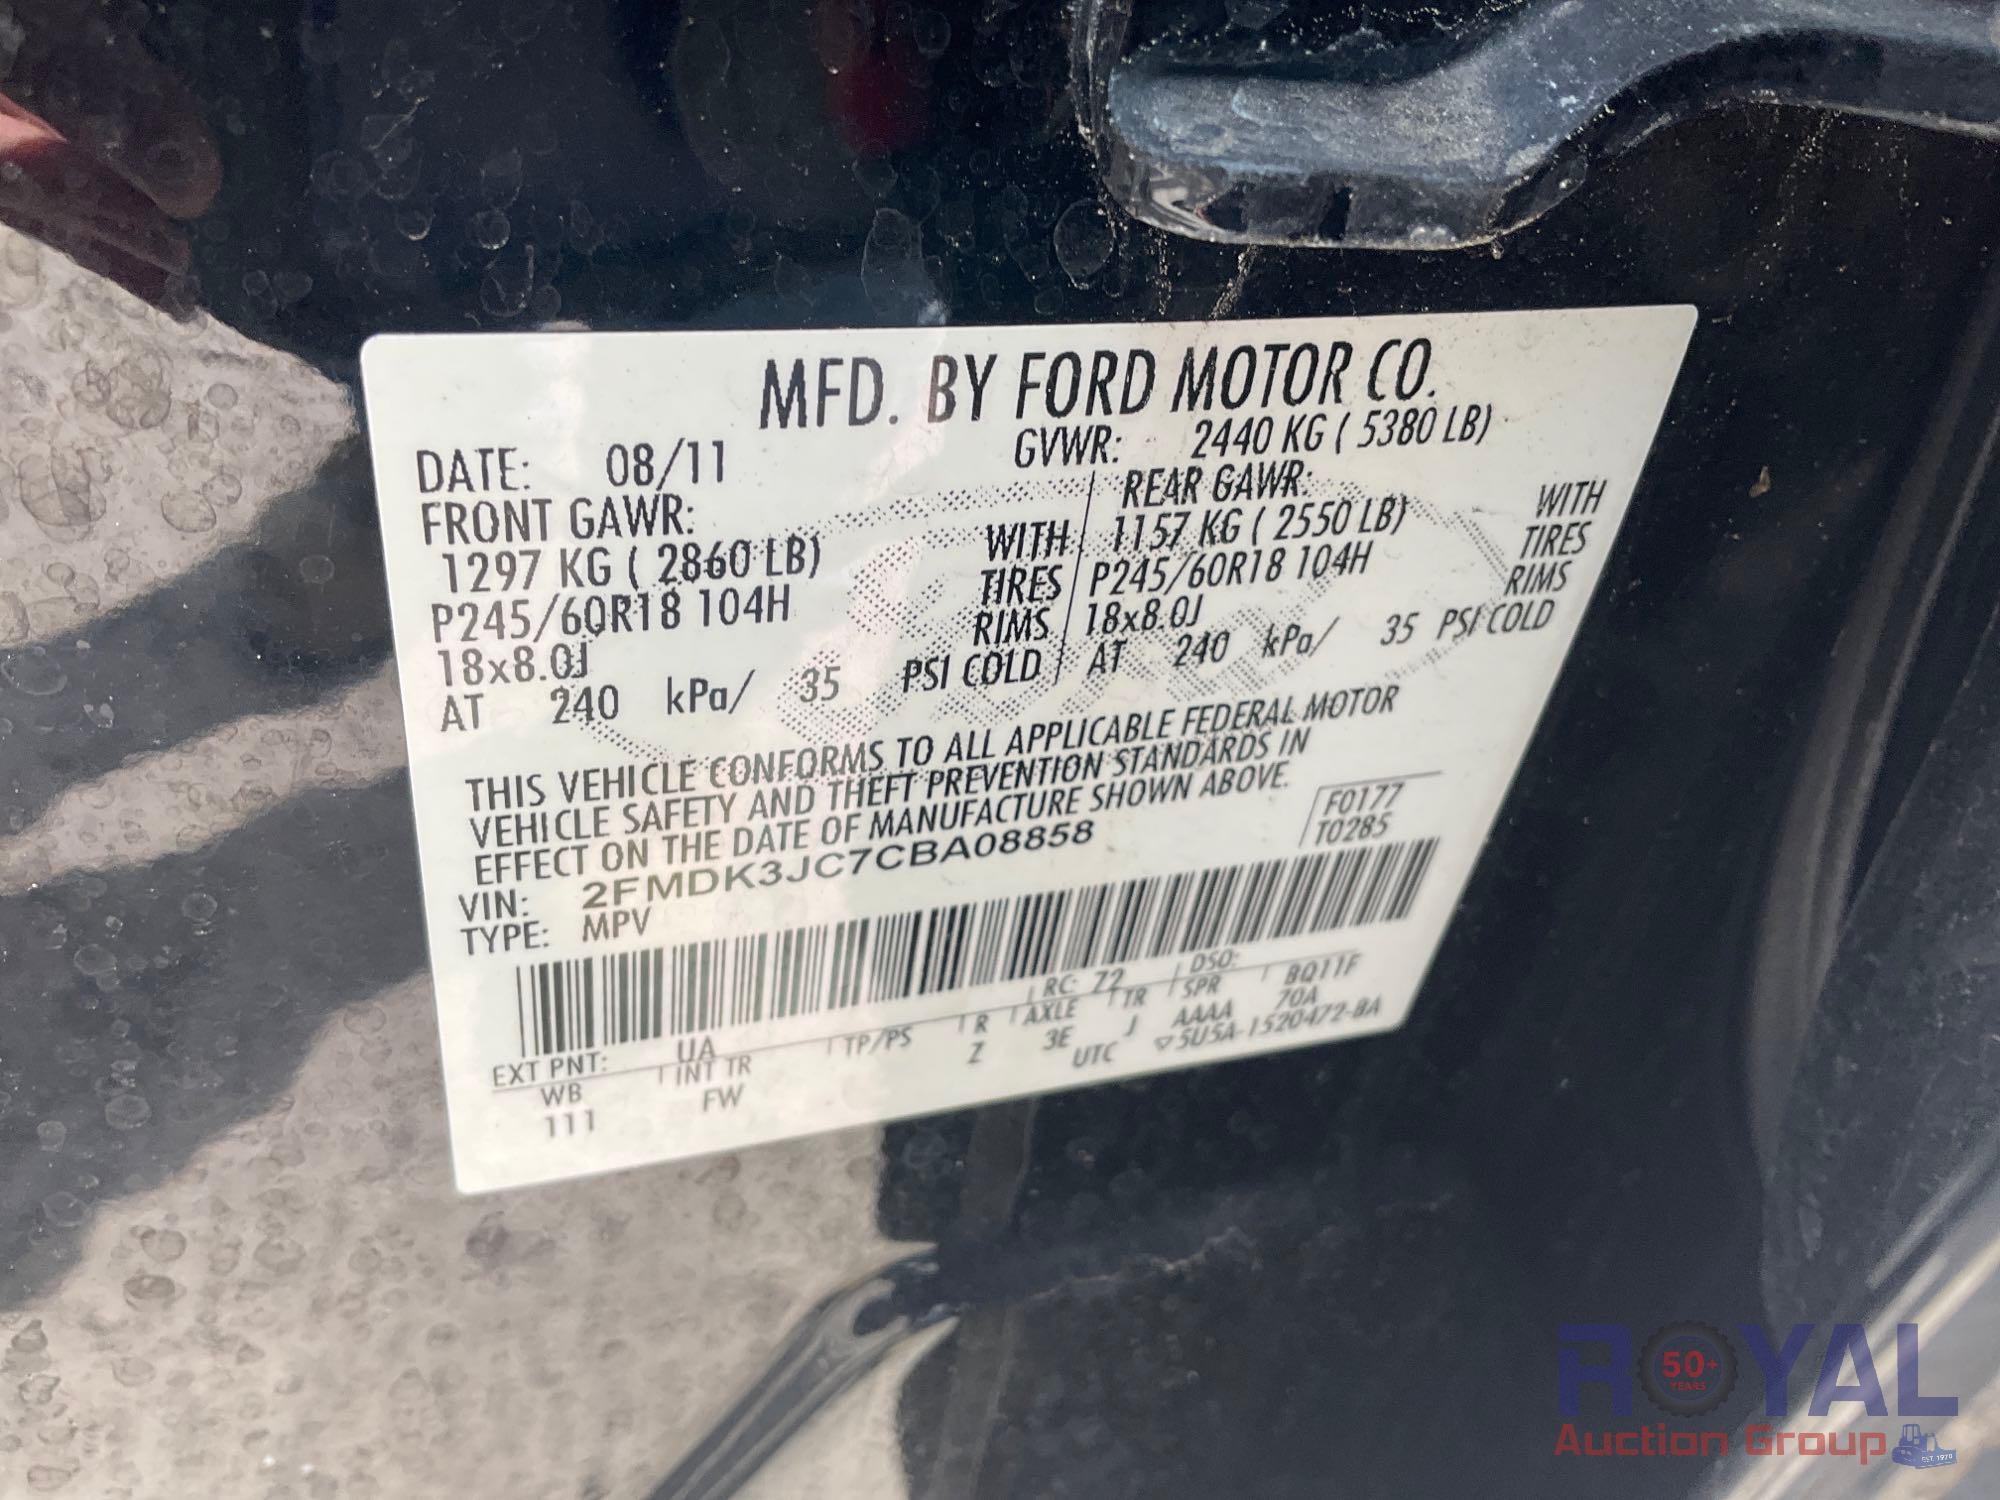 MFD. BY FORD MOTOR CO.
DATE: 08/11 GVWR: 2440 KG ( 5380 LB)
FRONT GAWR: REAR GAWR:
1297 KG ( 2860 LB) WITH 1157 KG ( 2550 LB) WITH
P245/60R18 104H TIRES P245/60R18 104H TIRES
18x8.0J RIMS 18x8.0J RIMS
AT 240 kPa/ 35 PSI COLD AT 240 kPa/ 35 PSI COLD
THIS VEHICLE CONFORMS TO ALL APPLICABLE FEDERAL MOTOR
VEHICLE SAFETY AND THEFT PREVENTION STANDARDS IN
EFFECT ON THE DATE OF MANUFACTURE SHOWN ABOVE.
F0177
T0285
VIN: 2FMDK3JC7CBA08858
TYPE: MPV
EXT PNT: UA RC: 72 DSO: BQ11F
WB INT TR TP/PS R AXLE TR SPR 70A
111 FW Z 3E J AAAA
UTC ▽5U5A-1520472-BA
ROYAL
50+
YEARS
Auction Group
EST. 1970